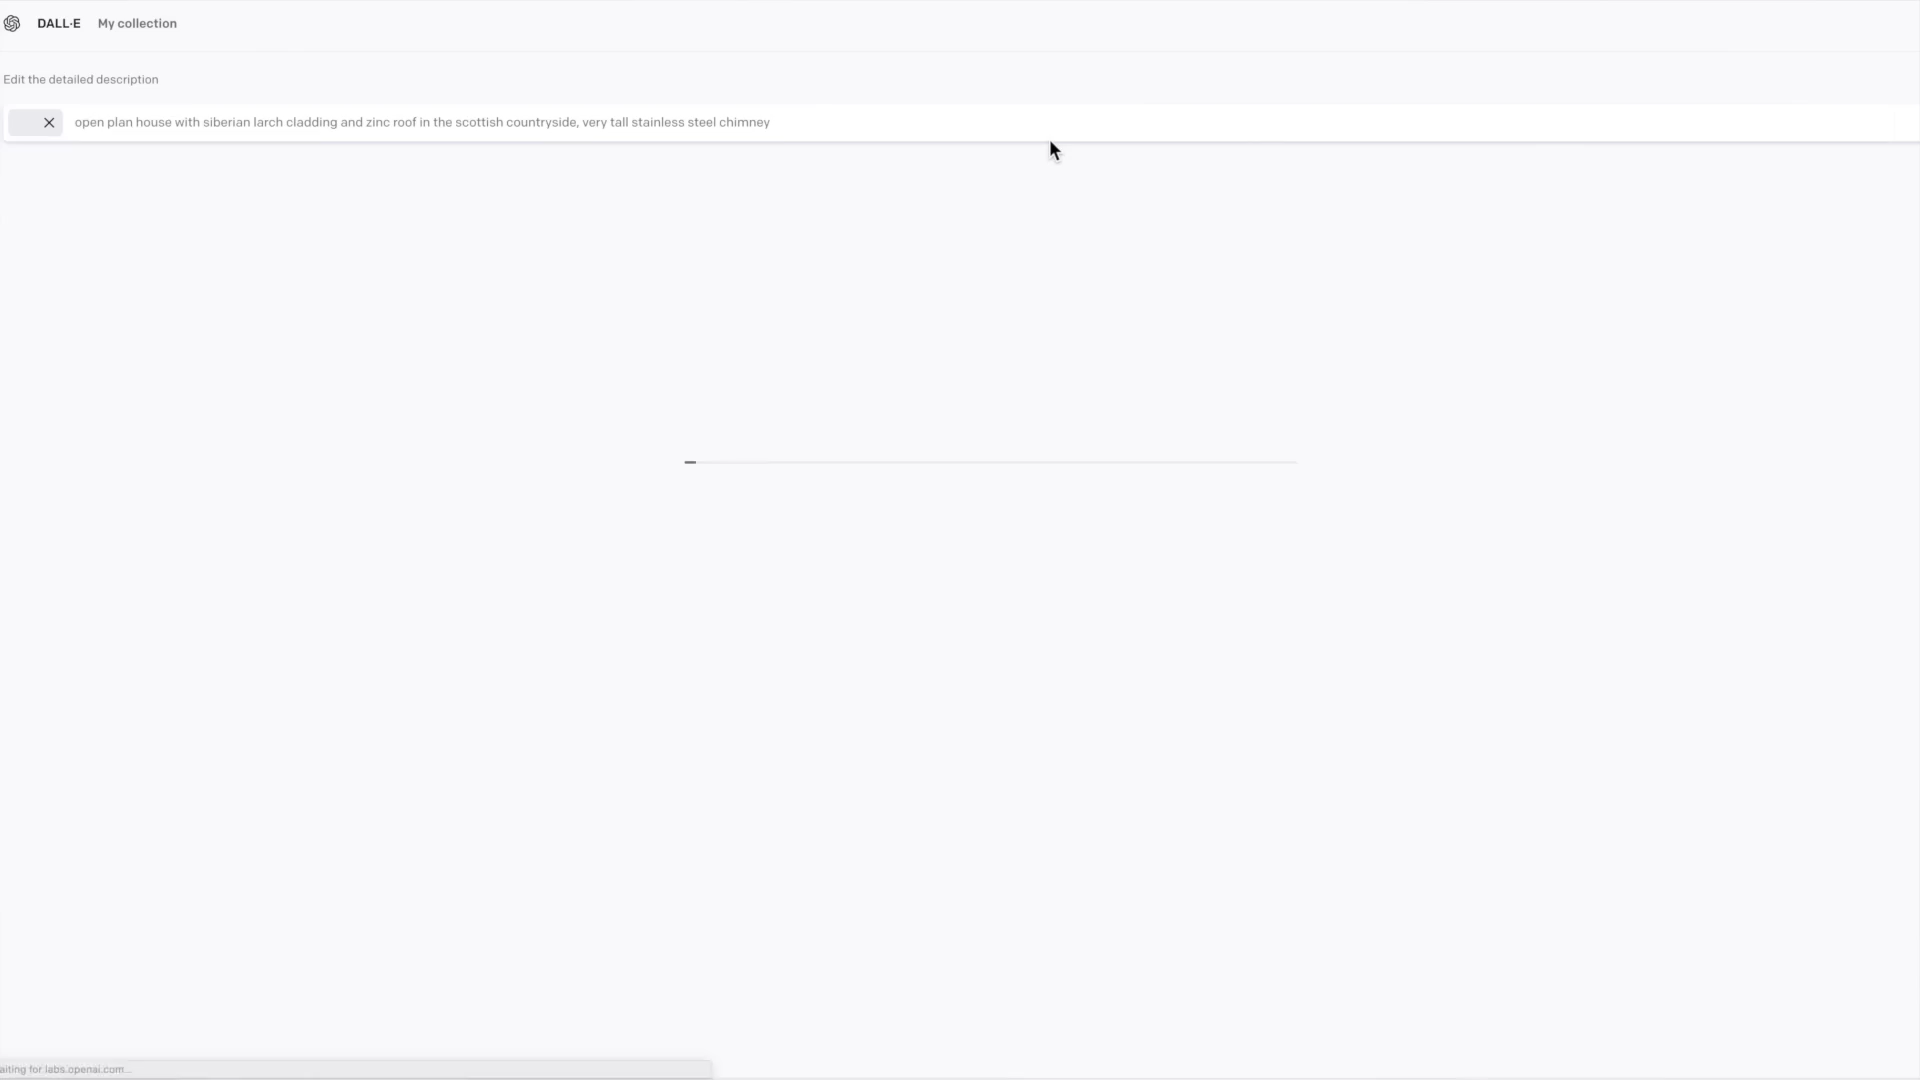 DALL·E My collection
Edit the detailed description
open plan house with siberian larch cladding and zinc roof in the scottish countryside, very tall stainless steel chimney
aiting for labs.openai.com...